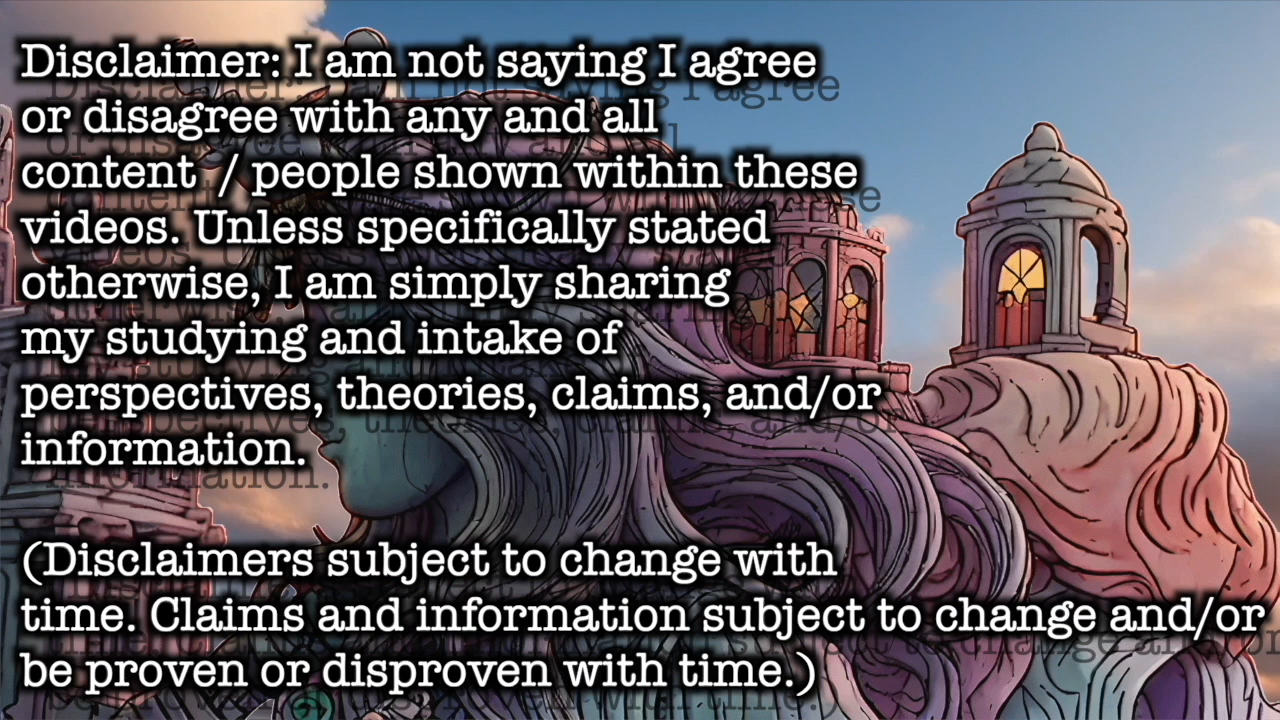 Disclaimer: I am not saying I agree
or disagree with any and all
content / people shown within these
videos. Unless specifically stated
otherwise, I am simply sharing
my studying and intake of
perspectives, theories, claims, and/or
information.
(Disclaimers subject to change with
time. Claims and information subject to change and/or
be proven or disproven with time.)